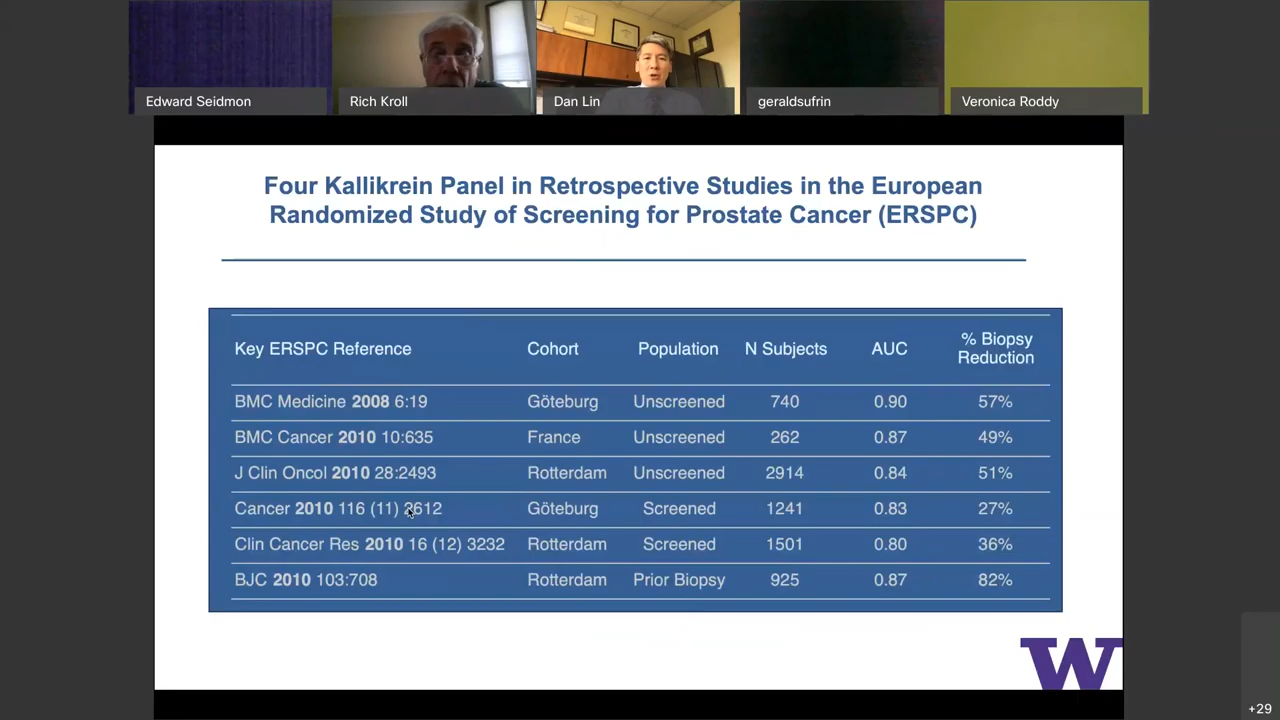 Edward Seidmon
Rich Kroll
Dan Lin
geraldsufrin
Veronica Roddy
Four Kallikrein Panel in Retrospective Studies in the European
Randomized Study of Screening for Prostate Cancer (ERSPC)
Key ERSPC Reference Cohort Population N Subjects AUC % Biopsy Reduction
BMC Medicine 2008 6:19 Göteburg Unscreened 740 0.90 57%
BMC Cancer 2010 10:635 France Unscreened 262 0.87 49%
J Clin Oncol 2010 28:2493 Rotterdam Unscreened 2914 0.84 51%
Cancer 2010 116 (11) 2612 Göteburg Screened 1241 0.83 27%
Clin Cancer Res 2010 16 (12) 3232 Rotterdam Screened 1501 0.80 36%
BJC 2010 103:708 Rotterdam Prior Biopsy 925 0.87 82%
W
+29